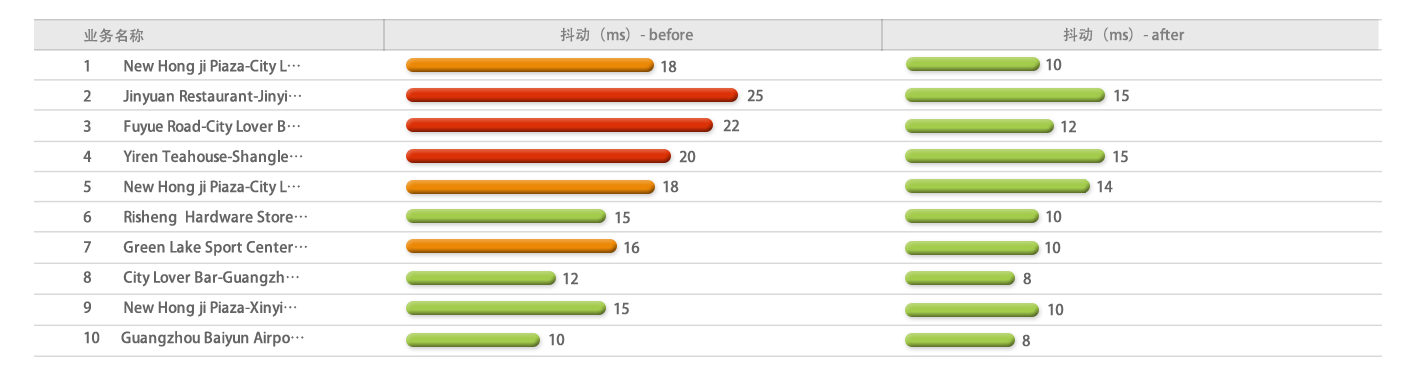 业务名称 抖动（ms）- before 抖动（ms）- after
1 New Hong ji Piaza-City L··· 18 10
2 Jinyuan Restaurant-Jinyi··· 25 15
3 Fuyue Road-City Lover B··· 22 12
4 Yiren Teahouse-Shangle··· 20 15
5 New Hong ji Piaza-City L··· 18 14
6 Risheng Hardware Store··· 15 10
7 Green Lake Sport Center··· 16 10
8 City Lover Bar-Guangzh··· 12 8
9 New Hong ji Piaza-Xinyi··· 15 10
10 Guangzhou Baiyun Airpo··· 10 8